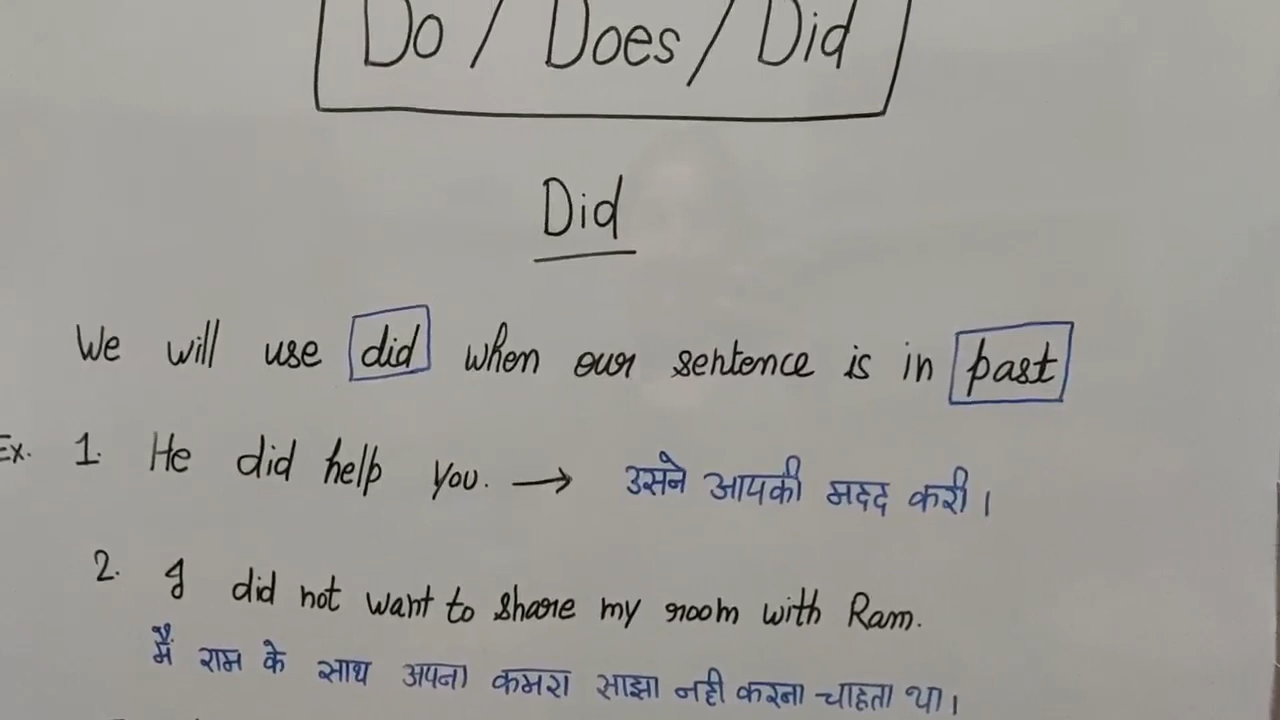 Do / Does / Did
Did
We will use did when our sentence is in past
Ex. 1. He did help you. → उसने आपकी मदद करी।
2. I did not want to share my room with Ram.
मैं राम के साथ अपना कमरा साझा नही करना चाहता था।